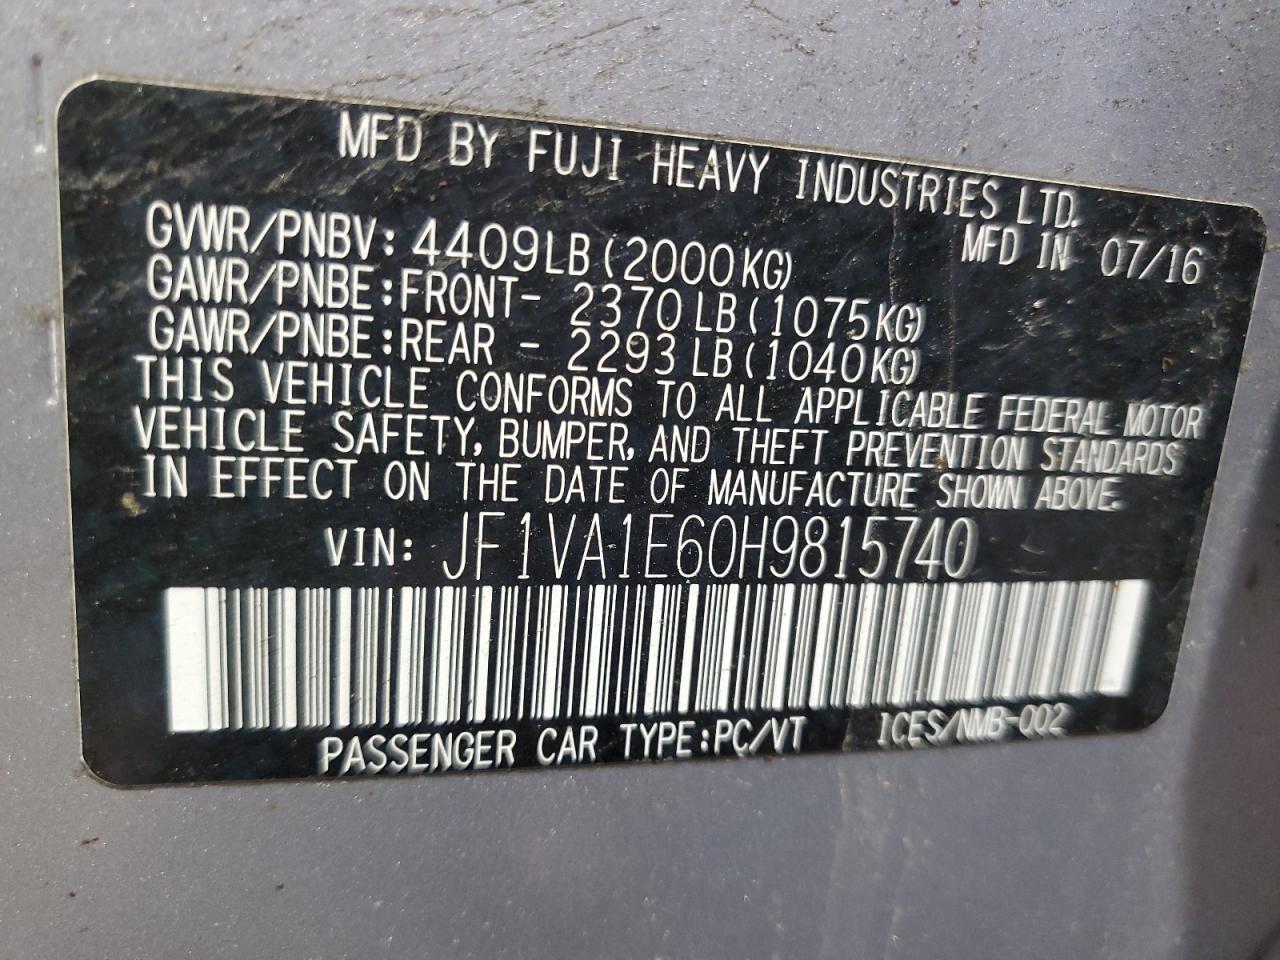 MFD BY FUJI HEAVY INDUSTRIES LTD.
GVWR/PNBV: 4409LB (2000KG) MFD IN 07/16
GAWR/PNBE:FRONT- 2370 LB (1075KG)
GAWR/PNBE:REAR - 2293 LB (1040KG)
THIS VEHICLE CONFORMS TO ALL APPLICABLE FEDERAL MOTOR
VEHICLE SAFETY, BUMPER, AND THEFT PREVENTION STANDARDS
IN EFFECT ON THE DATE OF MANUFACTURE SHOWN ABOVE.
VIN: JF1VA1E60H9815740
PASSENGER CAR TYPE:PC/VT ICES/NMB-002